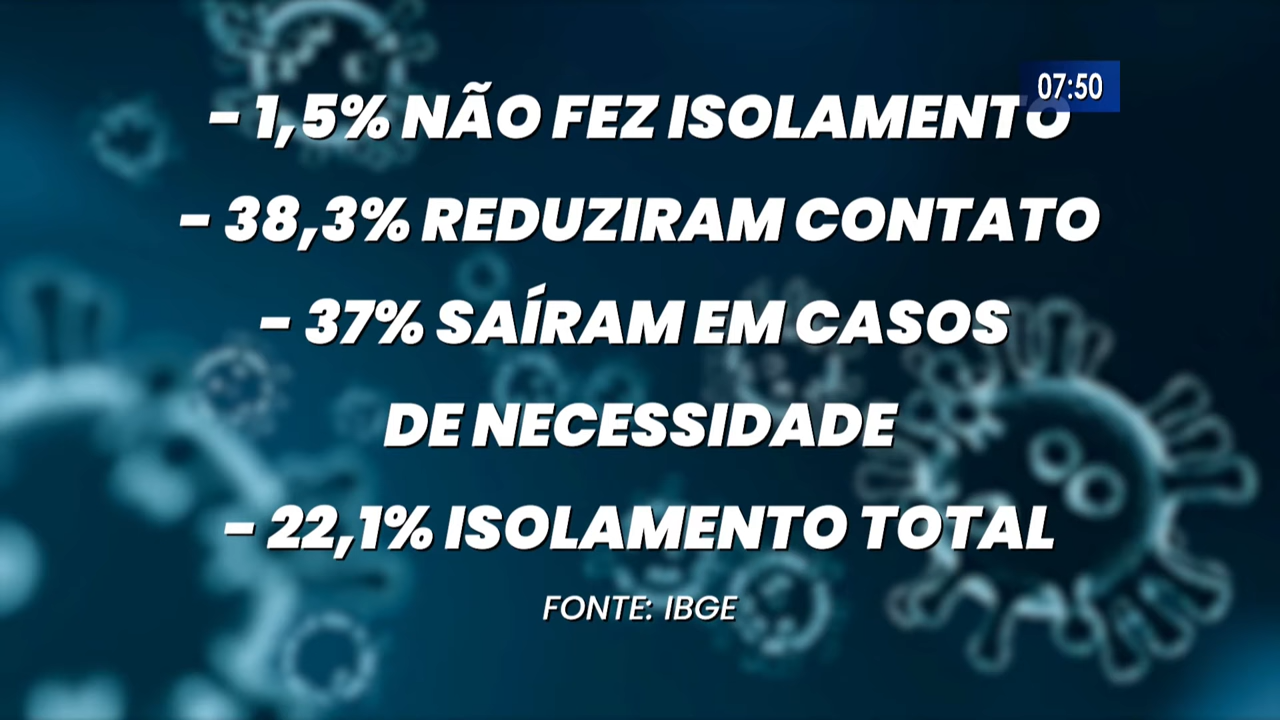 07:50
- 1,5% NÃO FEZ ISOLAMENTO
- 38,3% REDUZIRAM CONTATO
- 37% SAÍRAM EM CASOS
DE NECESSIDADE
- 22,1% ISOLAMENTO TOTAL
FONTE: IBGE